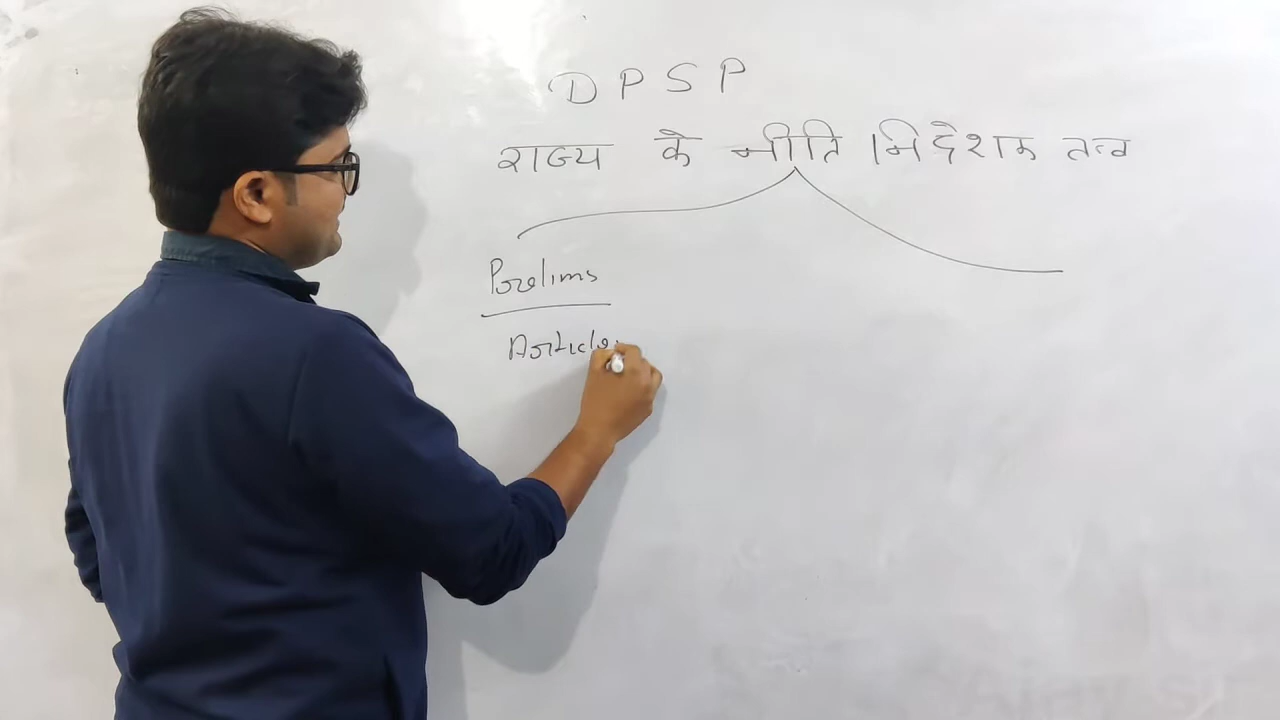 DPSP
राज्य के नीति निदेशक तत्व
Prelims
Article